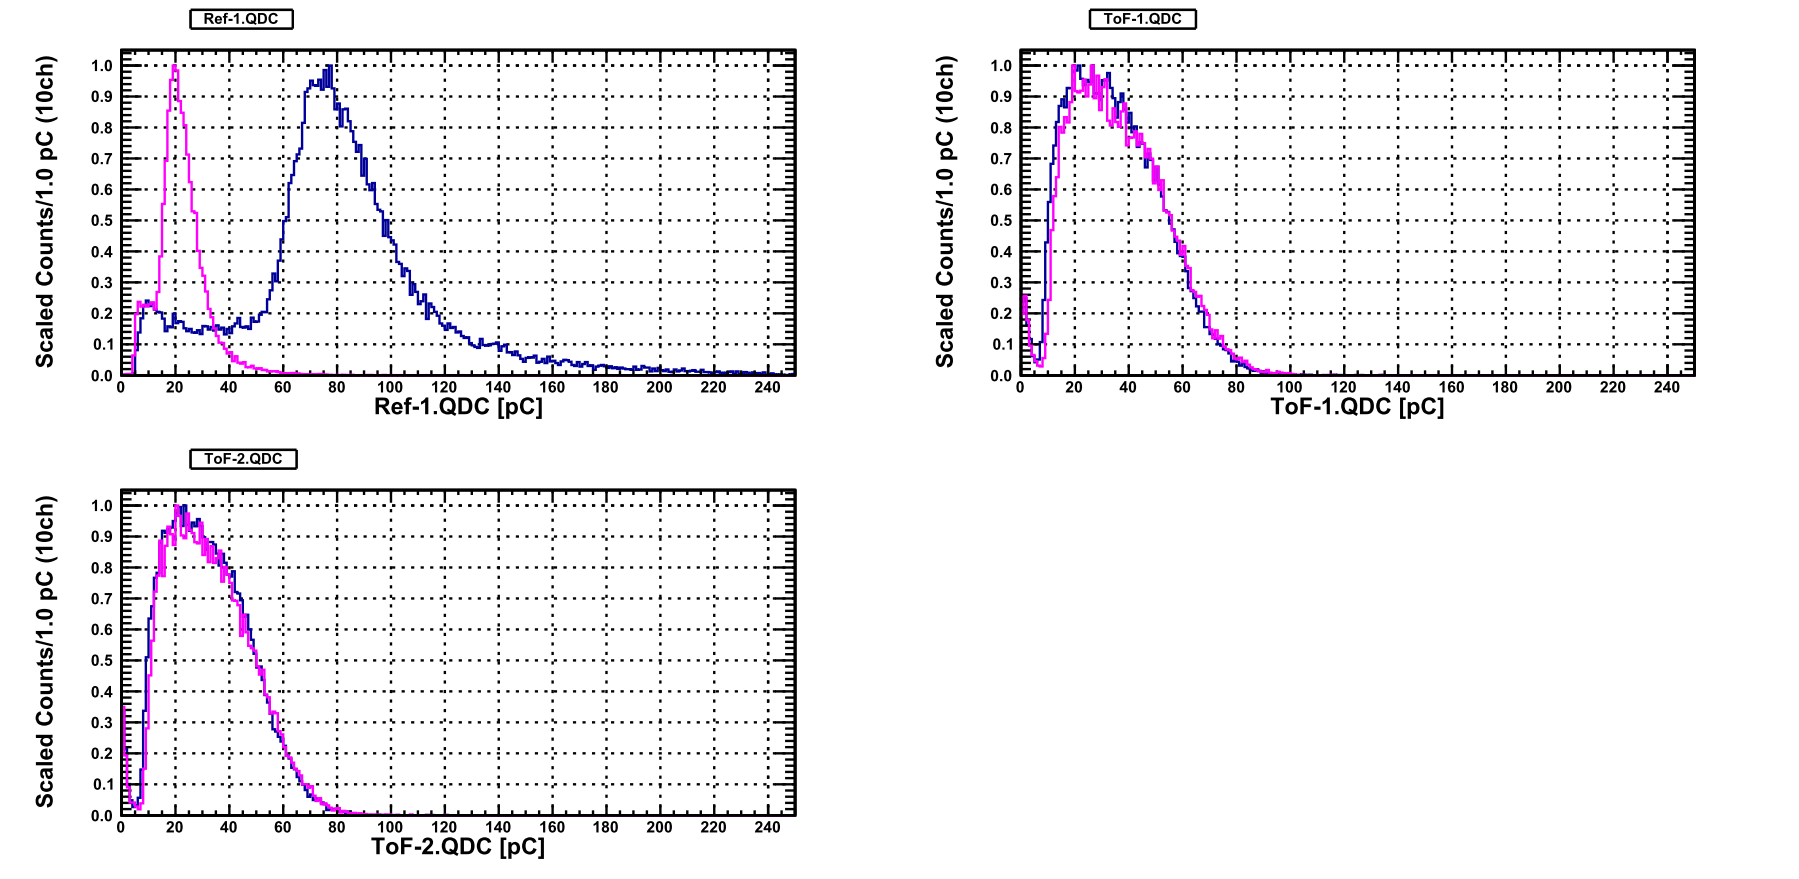 Ref-1.QDC
Scaled Counts/1.0 pC (10ch)
1.0
0.9
0.8
0.7
0.6
0.5
0.4
0.3
0.2
0.1
0.0
0 20 40 60 80 100 120 140 160 180 200 220 240
Ref-1.QDC [pC]
ToF-1.QDC
Scaled Counts/1.0 pC (10ch)
1.0
0.9
0.8
0.7
0.6
0.5
0.4
0.3
0.2
0.1
0.0
0 20 40 60 80 100 120 140 160 180 200 220 240
ToF-1.QDC [pC]
ToF-2.QDC
Scaled Counts/1.0 pC (10ch)
1.0
0.9
0.8
0.7
0.6
0.5
0.4
0.3
0.2
0.1
0.0
0 20 40 60 80 100 120 140 160 180 200 220 240
ToF-2.QDC [pC]